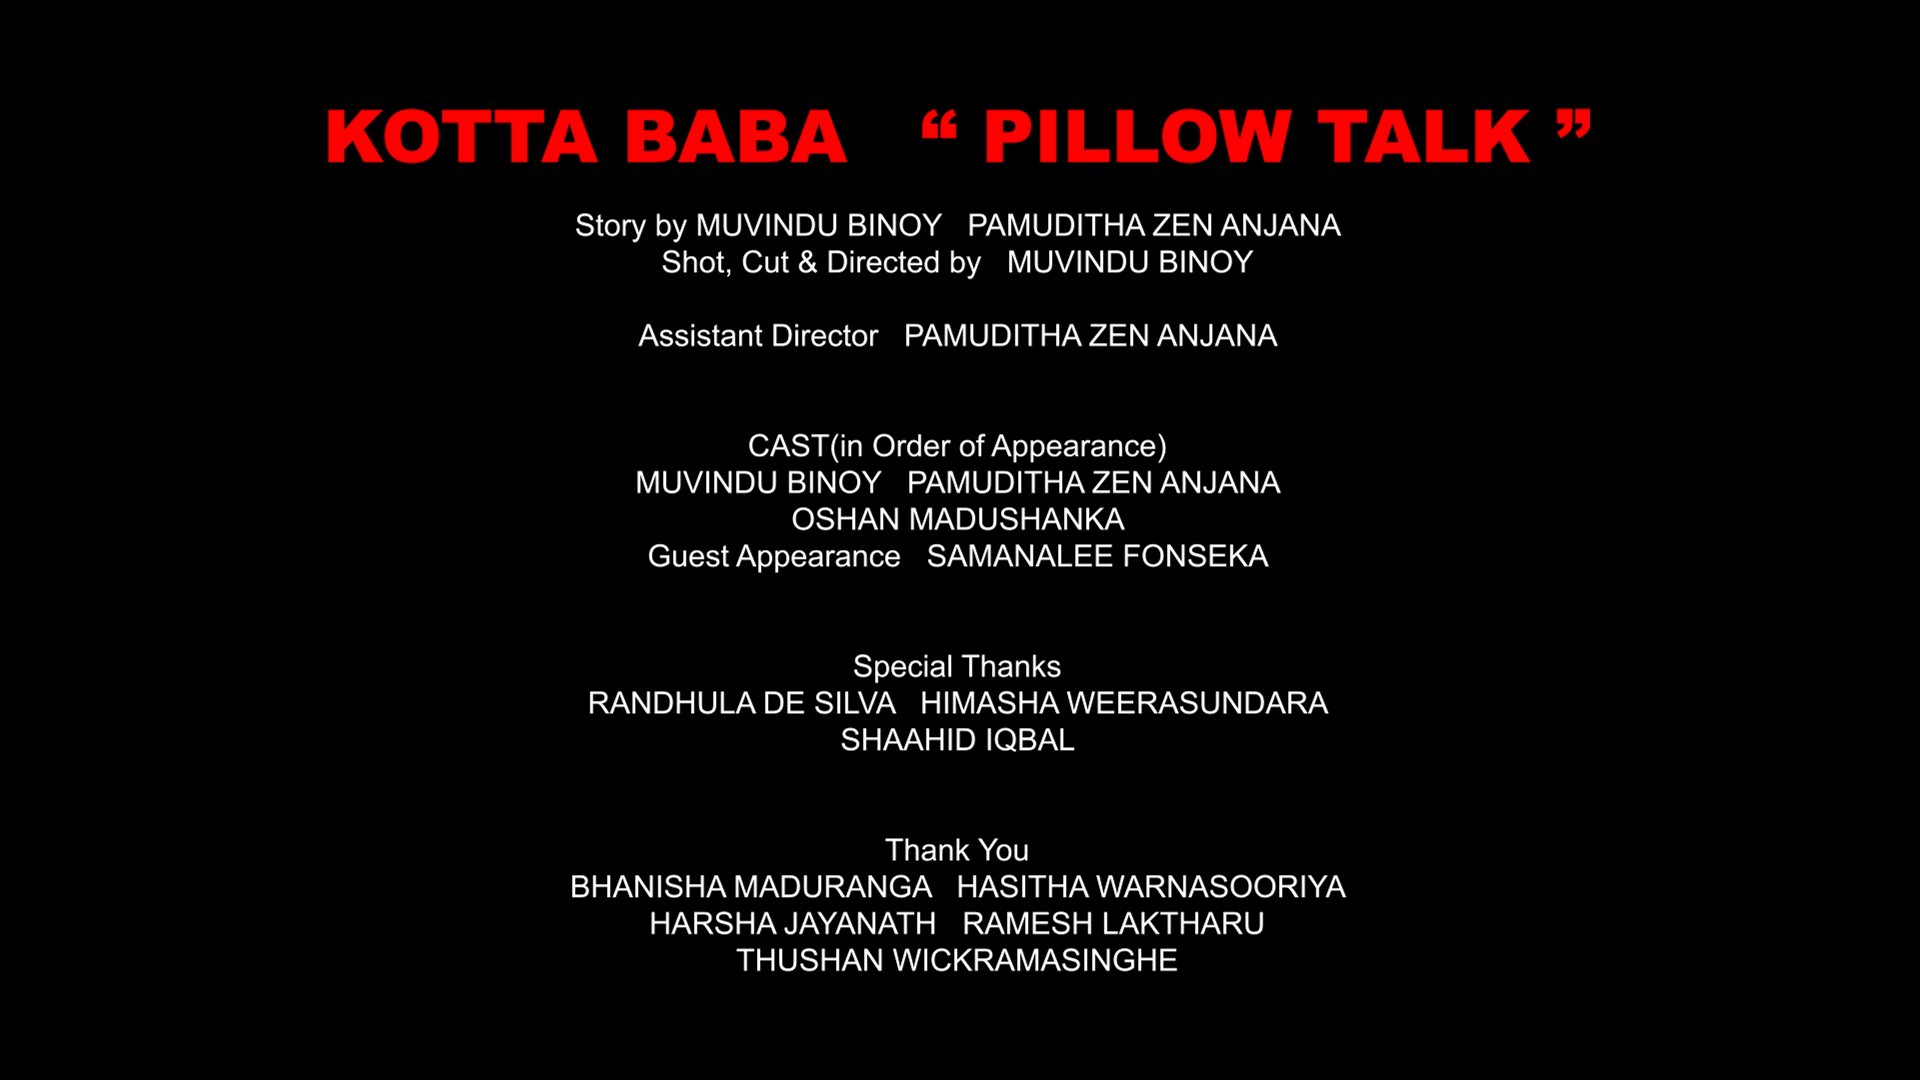 KOTTA BABA “ PILLOW TALK ”
Story by MUVINDU BINOY PAMUDITHA ZEN ANJANA
Shot, Cut & Directed by MUVINDU BINOY
Assistant Director PAMUDITHA ZEN ANJANA
CAST(in Order of Appearance)
MUVINDU BINOY PAMUDITHA ZEN ANJANA
OSHAN MADUSHANKA
Guest Appearance SAMANALEE FONSEKA
Special Thanks
RANDHULA DE SILVA HIMASHA WEERASUNDARA
SHAAHID IQBAL
Thank You
BHANISHA MADURANGA HASITHA WARNASOORIYA
HARSHA JAYANATH RAMESH LAKTHARU
THUSHAN WICKRAMASINGHE